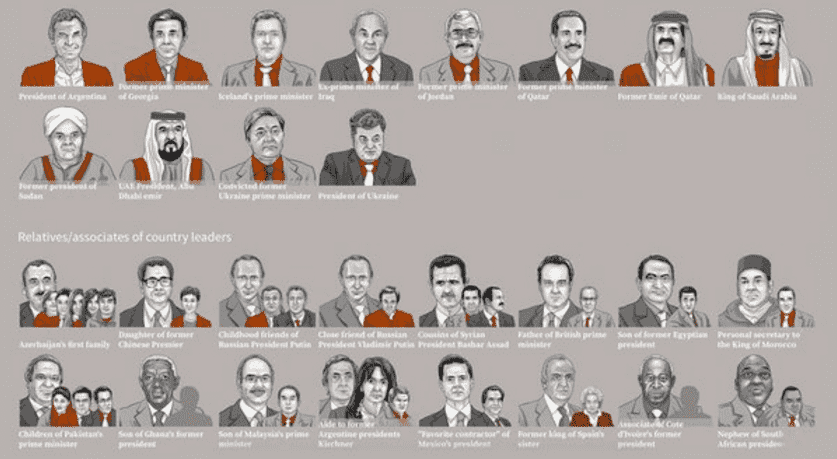 President of Argentina
Former prime minister
of Georgia
Iceland's prime minister
Ex-prime minister of
Iraq
Former prime minister
of Jordan
Former prime minister
of Qatar
Former Emir of Qatar
King of Saudi Arabia
Former president of
Sudan
UAE President, Abu
Dhabi emir
Convicted former
Ukraine prime minister
President of Ukraine
Relatives/associates of country leaders
Azerbaijan's first family
Daughter of former
Chinese Premier
Childhood friends of
Russian President Putin
Close friend of Russian
President Vladimir Putin
Cousins of Syrian
President Bashar Assad
Father of British prime
minister
Son of former Egyptian
president
Personal secretary to
the King of Morocco
Children of Pakistan's
prime minister
Son of Ghana's former
president
Son of Malaysia's prime
minister
Aide to former
Argentine presidents
Kirchner
"Favorite contractor" of
Mexico's president
Former king of Spain's
sister
Associate of Cote
d'Ivoire's former
president
Nephew of South
African president